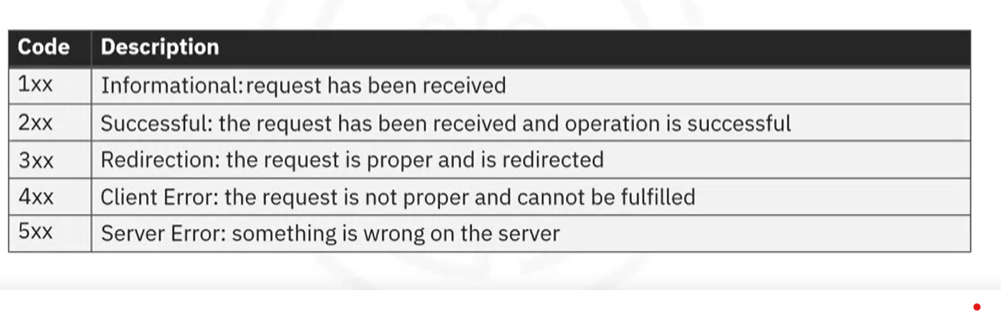 Code Description
1xx Informational: request has been received
2xx Successful: the request has been received and operation is successful
3xx Redirection: the request is proper and is redirected
4xx Client Error: the request is not proper and cannot be fulfilled
5xx Server Error: something is wrong on the server